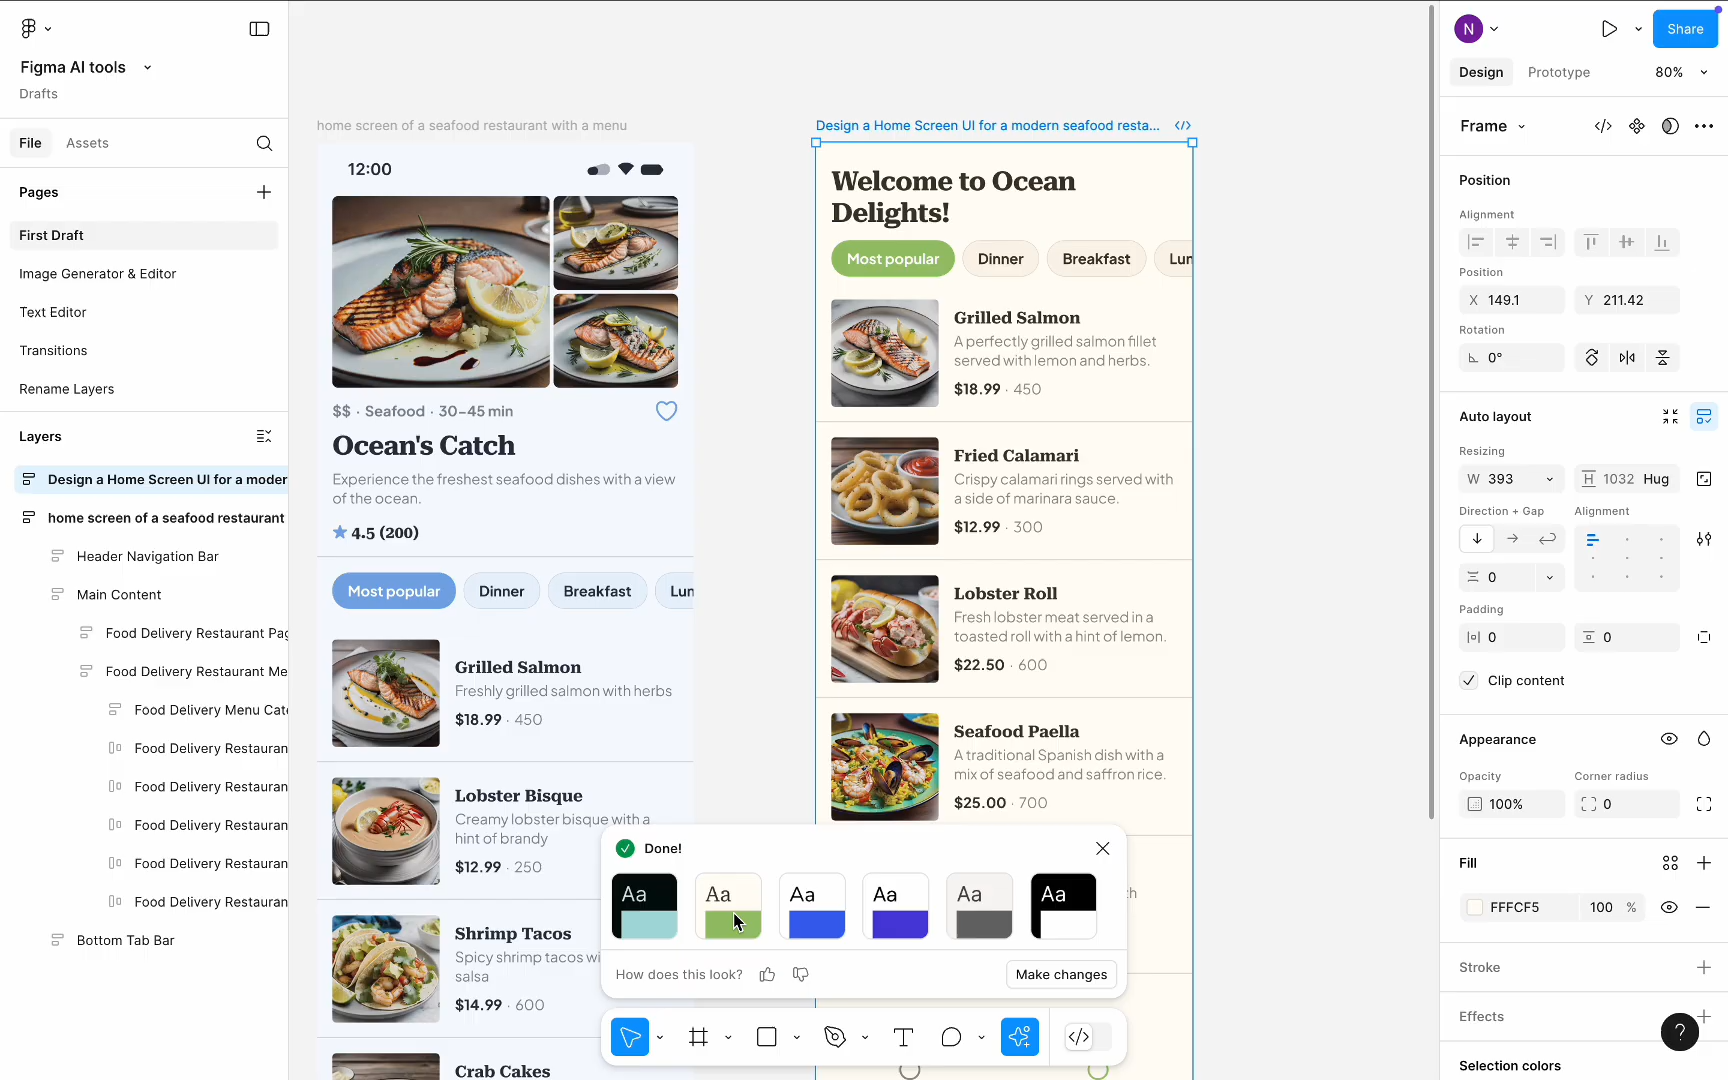 Figma AI tools
Drafts
File
Assets
Pages
First Draft
Image Generator & Editor
Text Editor
Transitions
Rename Layers
Layers
Design a Home Screen UI for a moder
home screen of a seafood restaurant
Header Navigation Bar
Main Content
Food Delivery Restaurant Pag
Food Delivery Restaurant Me
Food Delivery Menu Cate
Food Delivery Restauran
Food Delivery Restauran
Food Delivery Restauran
Food Delivery Restauran
Food Delivery Restauran
Bottom Tab Bar
home screen of a seafood restaurant with a menu
12:00
$$ · Seafood · 30–45 min
Ocean's Catch
Experience the freshest seafood dishes with a view
of the ocean.
4.5 (200)
Most popular
Dinner
Breakfast
Lun
Grilled Salmon
Freshly grilled salmon with herbs
$18.99 · 450
Lobster Bisque
Creamy lobster bisque with a
hint of brandy
$12.99 · 250
Shrimp Tacos
Spicy shrimp tacos wi
salsa
$14.99 · 600
Crab Cakes
Design a Home Screen UI for a modern seafood resta...
Welcome to Ocean
Delights!
Most popular
Dinner
Breakfast
Lun
Grilled Salmon
A perfectly grilled salmon fillet
served with lemon and herbs.
$18.99 · 450
Fried Calamari
Crispy calamari rings served with
a side of marinara sauce.
$12.99 · 300
Lobster Roll
Fresh lobster meat served in a
toasted roll with a hint of lemon.
$22.50 · 600
Seafood Paella
A traditional Spanish dish with a
mix of seafood and saffron rice.
$25.00 · 700
th
Done!
Aa
Aa
Aa
Aa
Aa
Aa
How does this look?
Make changes
N
Share
Design
Prototype
80%
Frame
Position
Alignment
Position
X 149.1
Y 211.42
Rotation
0°
Auto layout
Resizing
W 393
H 1032 Hug
Direction + Gap
Alignment
0
Padding
0
0
Clip content
Appearance
Opacity
Corner radius
100%
0
Fill
FFFCF5
100 %
Stroke
Effects
?
Selection colors